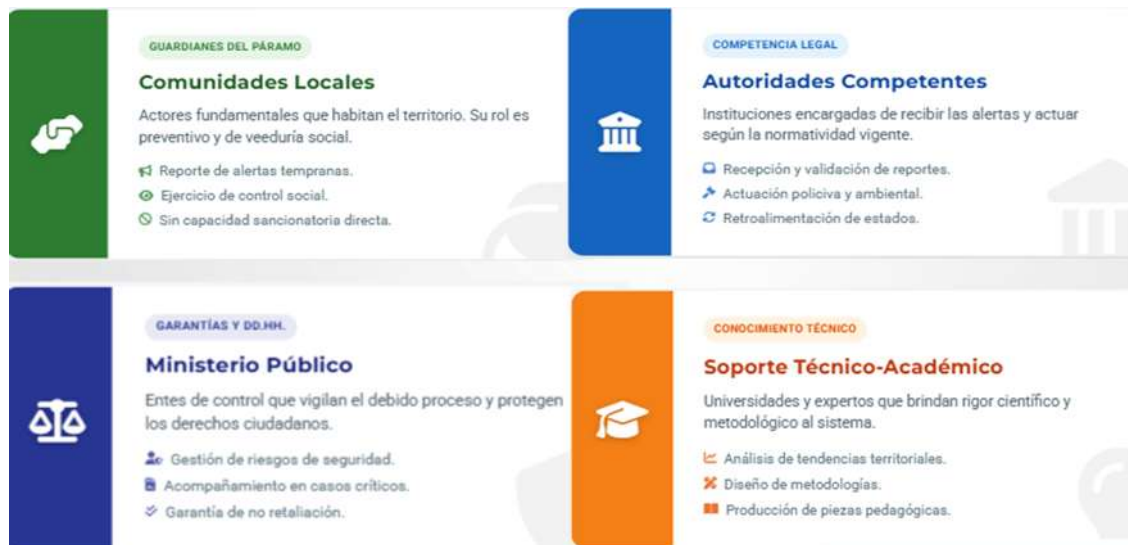 GUARDIANES DEL PÁRAMO
Comunidades Locales
Actores fundamentales que habitan el territorio. Su rol es
preventivo y de veeduría social.
Reporte de alertas tempranas.
Ejercicio de control social.
Sin capacidad sancionatoria directa.
COMPETENCIA LEGAL
Autoridades Competentes
Instituciones encargadas de recibir las alertas y actuar
según la normatividad vigente.
Recepción y validación de reportes.
Actuación policiva y ambiental.
Retroalimentación de estados.
GARANTÍAS Y DD.HH.
Ministerio Público
Entes de control que vigilan el debido proceso y protegen
los derechos ciudadanos.
Gestión de riesgos de seguridad.
Acompañamiento en casos críticos.
Garantía de no retaliación.
CONOCIMIENTO TÉCNICO
Soporte Técnico-Académico
Universidades y expertos que brindan rigor científico y
metodológico al sistema.
Análisis de tendencias territoriales.
Diseño de metodologías.
Producción de piezas pedagógicas.